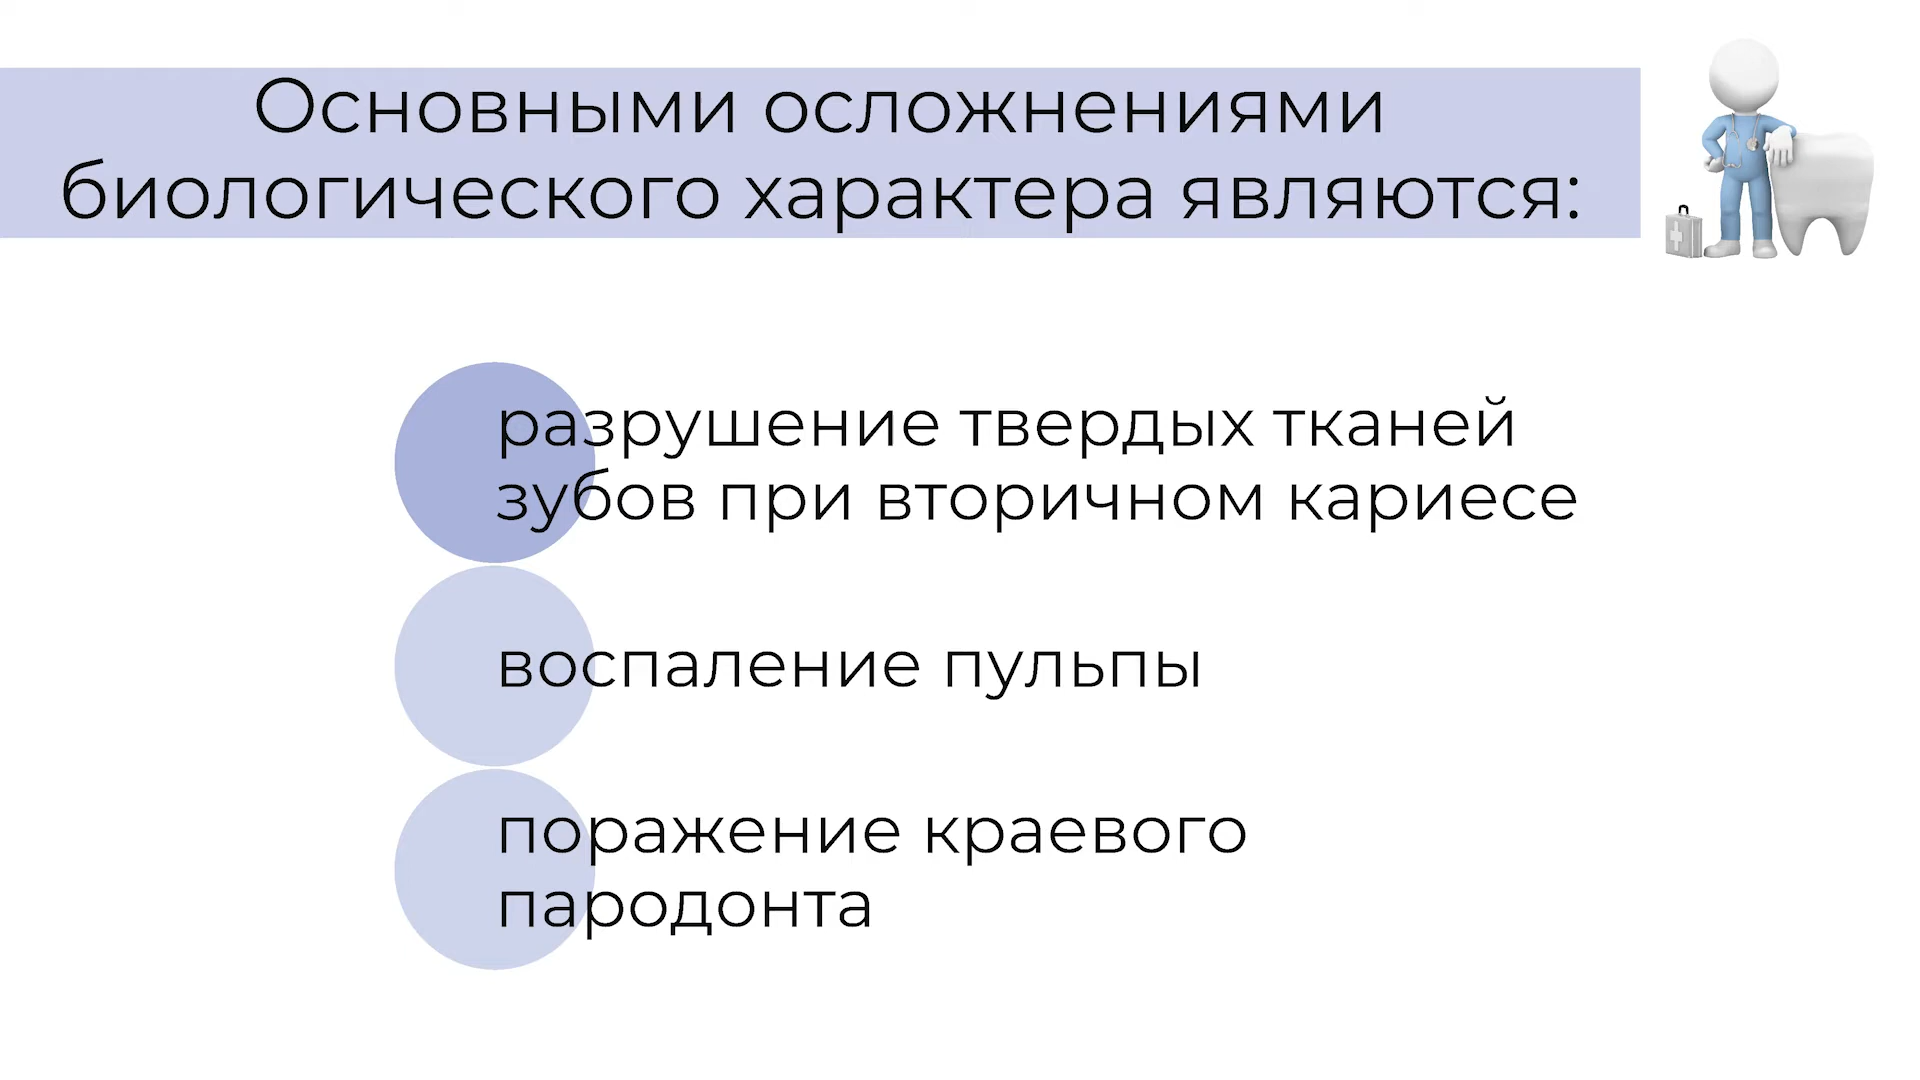 Основными осложнениями
биологического характера являются:
разрушение твердых тканей
зубов при вторичном кариесе
воспаление пульпы
поражение краевого
пародонта